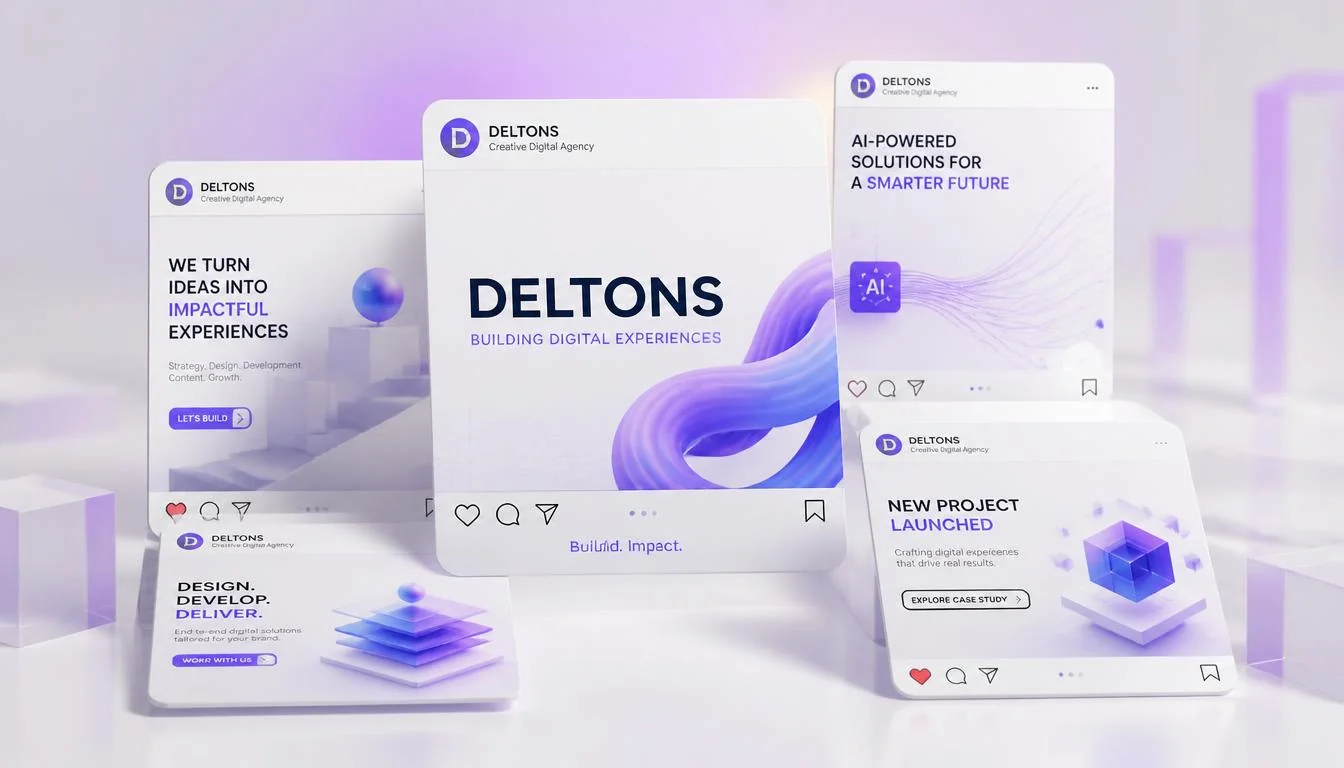 D
DELTONS
Creative Digital Agency
WE TURN
IDEAS INTO
IMPACTFUL
EXPERIENCES
Strategy. Design. Development
Content. Growth.
LET'S BUILD
D
DELTONS
Creative Digital Agency
DESIGN.
DEVELOP.
DELIVER.
End-to-end digital solutions
tailored for your brand.
WORK WITH US
D
DELTONS
Creative Digital Agency
DELTONS
BUILDING DIGITAL EXPERIENCES
Impact.
D
DELTONS
Creative Digital Agency
AI-POWERED
SOLUTIONS FOR
A SMARTER FUTURE
AI
D
DELTONS
Creative Digital Agency
NEW PROJECT
LAUNCHED
Crafting digital experiences
that drive real results.
EXPLORE CASE STUDY